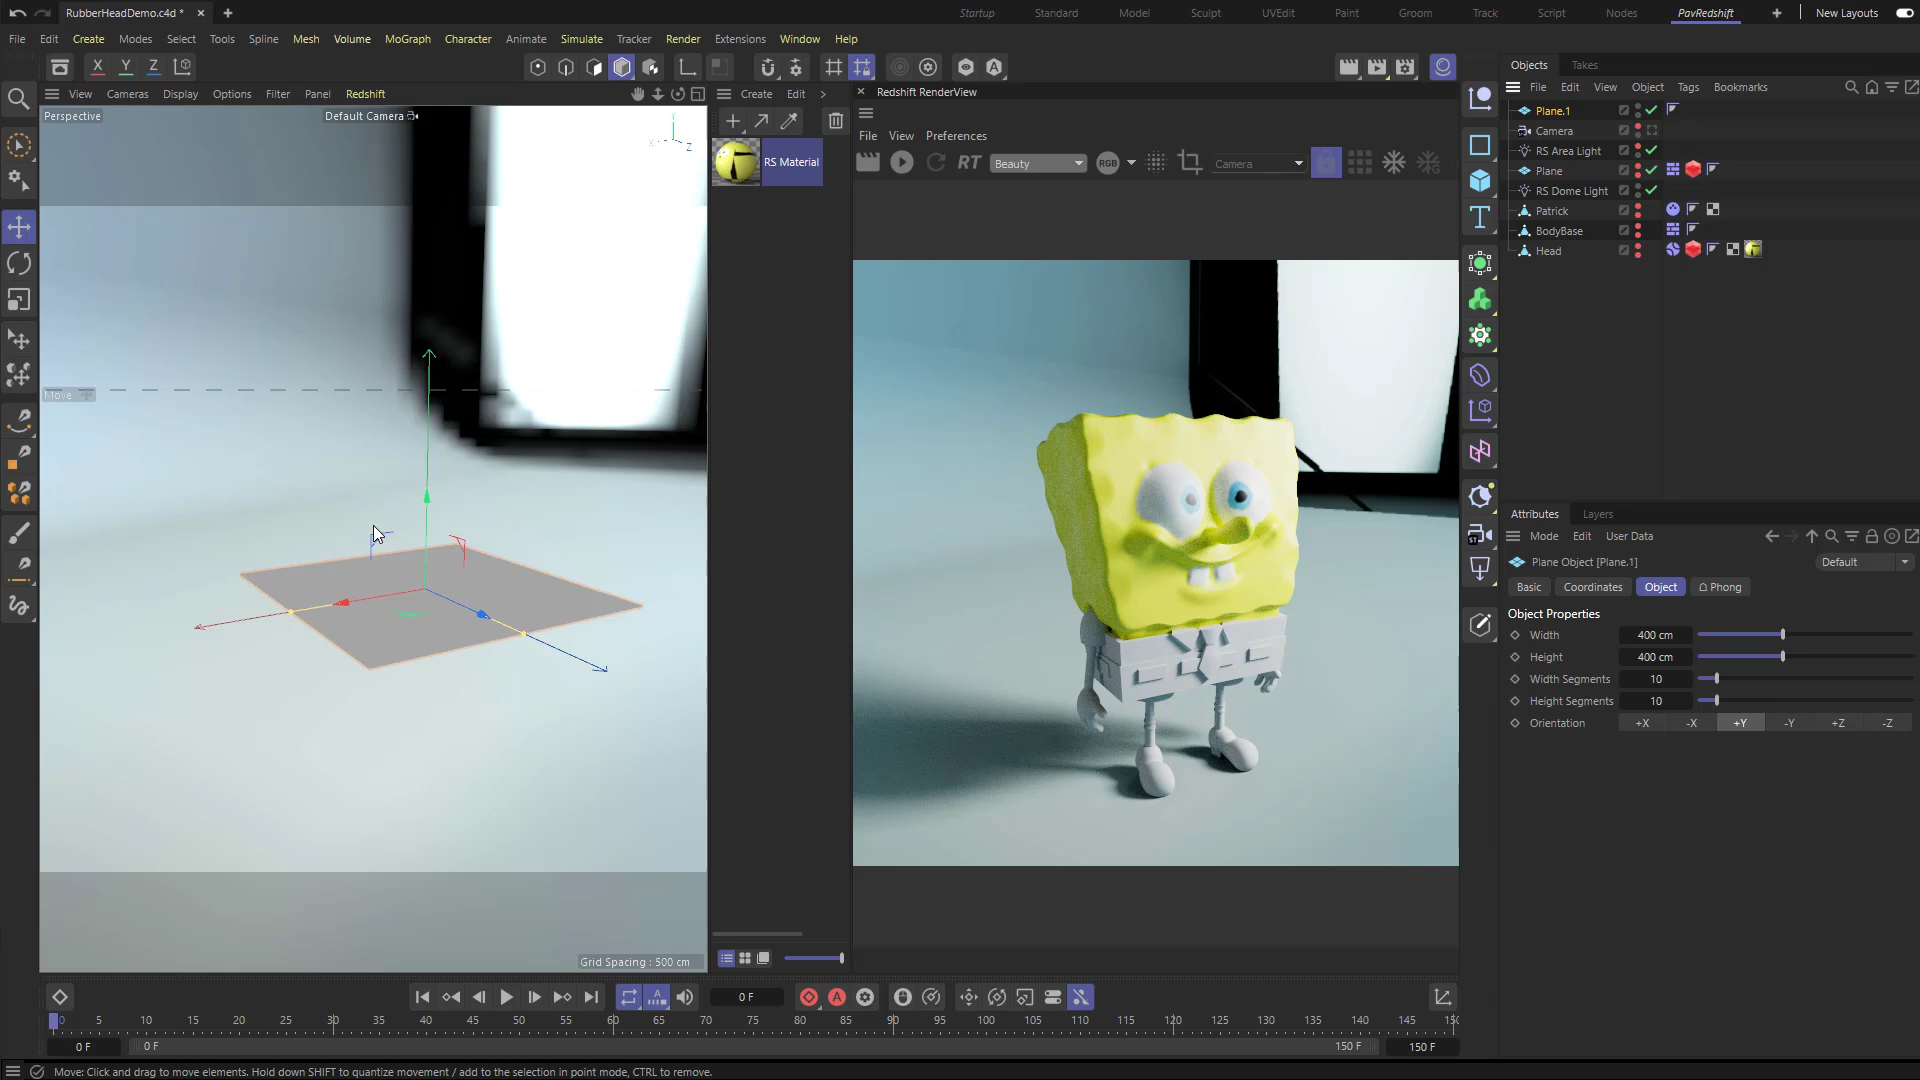 RubberHeadDemo.c4d *
Startup Standard Model Sculpt UVEdit Paint Groom Track Script Nodes PavRedshift New Layouts
File Edit Create Modes Select Tools Spline Mesh Volume MoGraph Character Animate Simulate Tracker Render Extensions Window Help
X Y Z
Objects Takes
File Edit View Object Tags Bookmarks
View Cameras Display Options Filter Panel Redshift
Create Edit
Redshift RenderView
Perspective
Default Camera
File View Preferences
RT Beauty RGB Camera
RS Material
X Y Z
Plane.1
Camera
RS Area Light
Plane
RS Dome Light
Patrick
BodyBase
Head
Move
Attributes Layers
Mode Edit User Data
Plane Object [Plane.1]
Default
Basic Coordinates Object Phong
Object Properties
Width 400 cm
Height 400 cm
Width Segments 10
Height Segments 10
Orientation +X -X +Y -Y +Z -Z
Grid Spacing : 500 cm
0 F
0 5 10 15 20 25 30 35 40 45 50 55 60 65 70 75 80 85 90 95 100 105 110 115 120 125 130 135 140 145 150
0 F 0 F 150 F 150 F
Move: Click and drag to move elements. Hold down SHIFT to quantize movement / add to the selection in point mode, CTRL to remove.